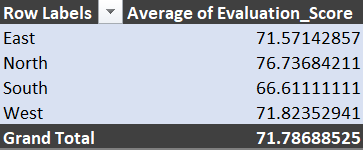 Row Labels Average of Evaluation_Score
East 71.57142857
North 76.73684211
South 66.61111111
West 71.82352941
Grand Total 71.78688525